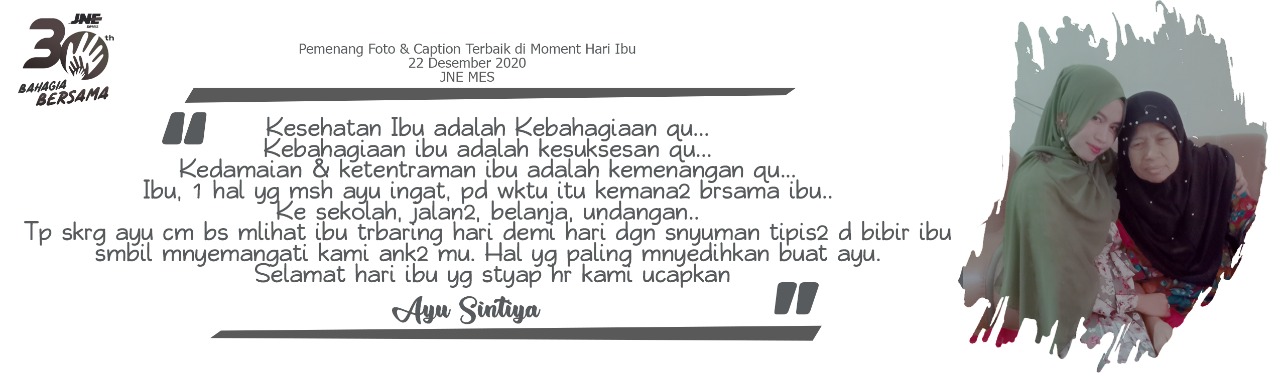 JNE
EXPRESS
30th
BAHAGIA
BERSAMA
Pemenang Foto & Caption Terbaik di Moment Hari Ibu
22 Desember 2020
JNE MES
"
Kesehatan Ibu adalah Kebahagiaan qu...
Kebahagiaan ibu adalah kesuksesan qu...
Kedamaian & ketentraman ibu adalah kemenangan qu...
Ibu, 1 hal yg msh ayu ingat, pd wktu itu kemana2 brsama ibu..
Ke sekolah, jalan2, belanja, undangan..
Tp skrg ayu cm bs mlihat ibu trbaring hari demi hari dgn snyuman tipis2 d bibir ibu
smbil mnyemangati kami ank2 mu. Hal yg paling mnyedihkan buat ayu.
Selamat hari ibu yg styap hr kami ucapkan
"
Ayu Sintiya